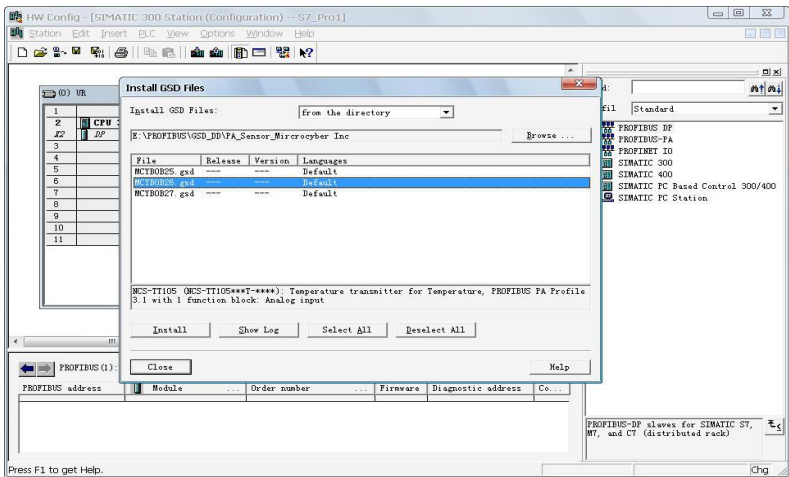 HW Config - [SIMATIC 300 Station (Configuration) -- S7_Pro1]
Station Edit Insert PLC View Options Window Help
(0) UR
1
2 CPU 3
X2 DP
3
4
5
6
7
8
9
10
11
Install GSD Files
Install GSD Files: from the directory
E:\PROFIBUS\GSD_DD\PA_Sensor_Mircrocyber Inc Browse ...
File Release Version Languages
MCYB0B25.gsd --- --- Default
MCYB0B26.gsd --- --- Default
MCYB0B27.gsd --- --- Default
NCS-TT105 (NCS-TT105***T-****): Temperature transmitter for Temperature, PROFIBUS PA Profile
3.1 with 1 function block: Analog input
Install Show Log Select All Deselect All
Close Help
d:
fil Standard
PROFIBUS DP
PROFIBUS-PA
PROFINET IO
SIMATIC 300
SIMATIC 400
SIMATIC PC Based Control 300/400
SIMATIC PC Station
PROFIBUS(1):
PROFIBUS address Module ... Order number ... Firmware Diagnostic address Co...
PROFIBUS-DP slaves for SIMATIC S7,
M7, and C7 (distributed rack)
Press F1 to get Help. Chg